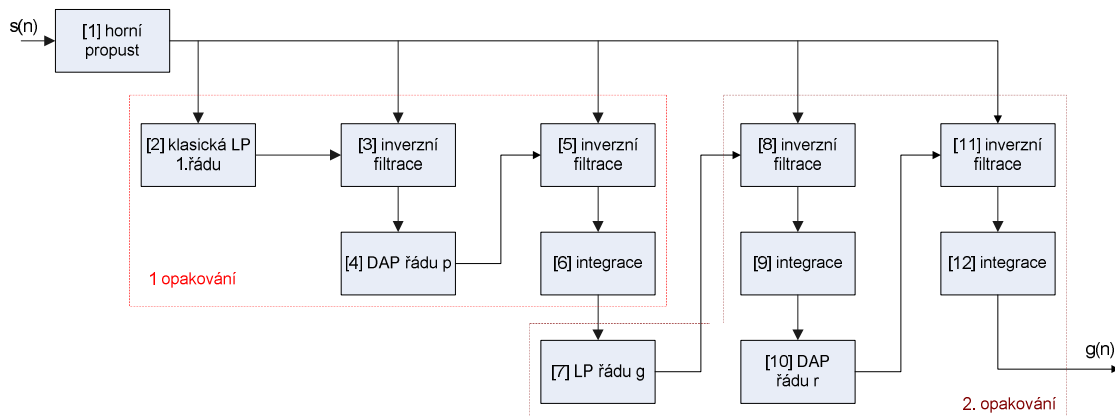 s(n)
[1] horní
propust
[2] klasická LP
1.řádu
[3] inverzní
filtrace
[5] inverzní
filtrace
[8] inverzní
filtrace
[11] inverzní
filtrace
[4] DAP řádu p
[6] integrace
[9] integrace
[12] integrace
1 opakování
[7] LP řádu g
[10] DAP
řádu r
g(n)
2. opakování